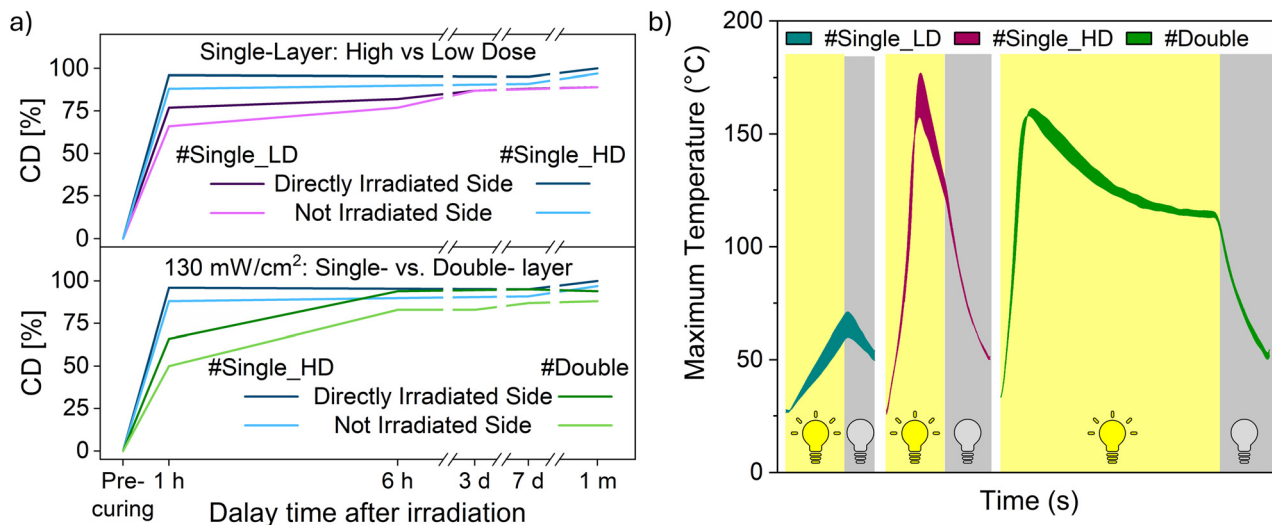 a)
Single-Layer: High vs Low Dose
CD [%]
100
75
50
25
0
#Single_LD
#Single_HD
Directly Irradiated Side
Not Irradiated Side
130 mW/cm²: Single- vs. Double- layer
CD [%]
100
75
50
25
0
#Single_HD
#Double
Directly Irradiated Side
Not Irradiated Side
Pre-
curing
1 h
6 h
3 d
7 d
1 m
Dalay time after irradiation
b)
#Single_LD
#Single_HD
#Double
Maximum Temperature (°C)
200
150
100
50
0
Time (s)